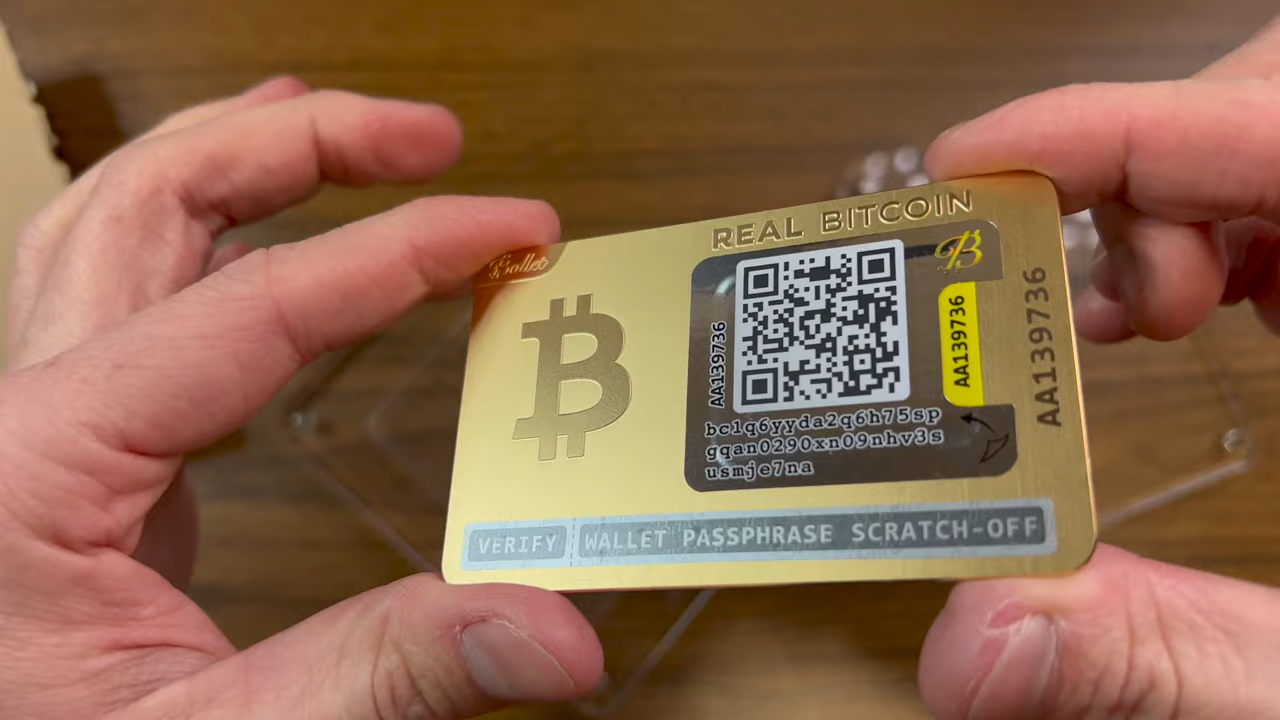 Ballet
REAL BITCOIN
B
AA139736
AA139736
AA139736
bc1q6yyda2q6h75sp
gqan0290xn09nhv3s
usmje7na
VERIFY
WALLET PASSPHRASE SCRATCH-OFF